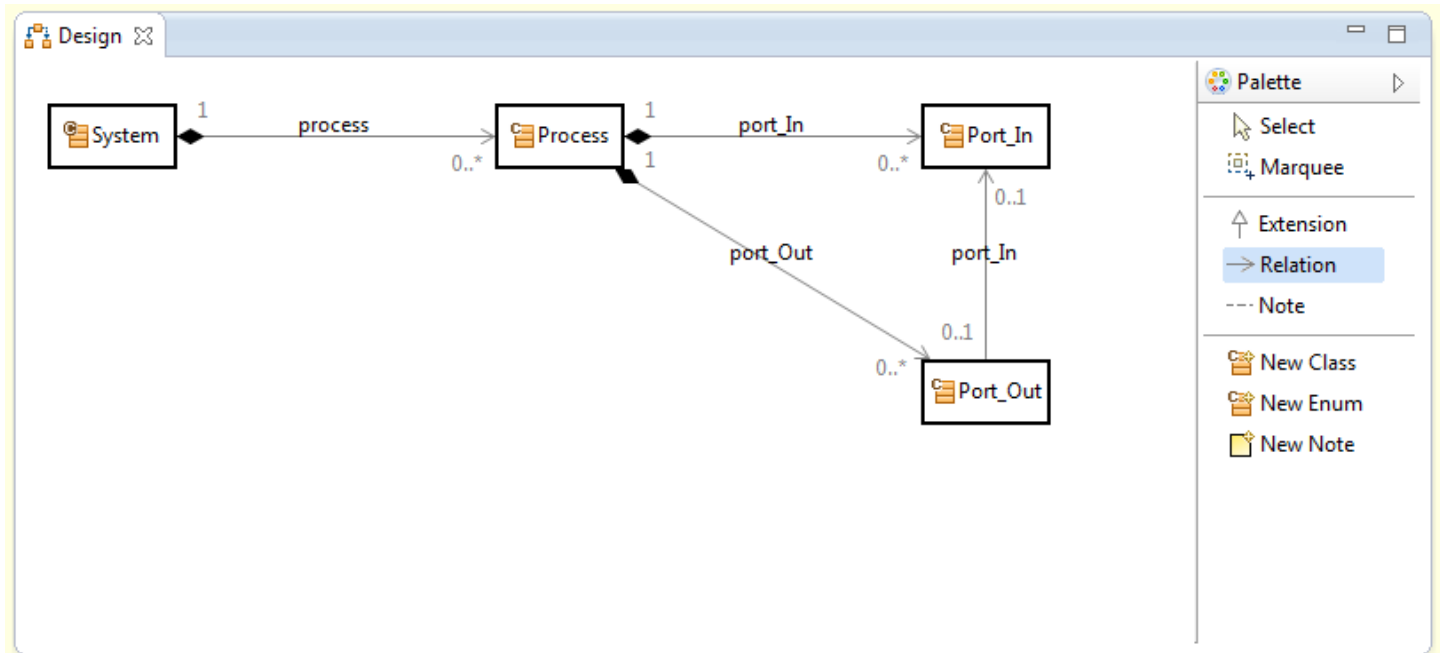 Design
Palette
Select
Marquee
Extension
Relation
Note
New Class
New Enum
New Note
1
1
System
process
Process
port_In
Port_In
0..*
1
0..*
0..1
port_Out
port_In
0..1
0..*
Port_Out